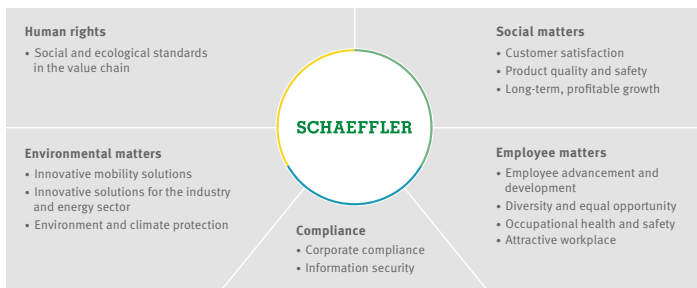 Human rights
• Social and ecological standards
in the value chain
Social matters
• Customer satisfaction
• Product quality and safety
• Long-term, profitable growth
SCHAEFFLER
Environmental matters
• Innovative mobility solutions
• Innovative solutions for the industry
and energy sector
• Environment and climate protection
Employee matters
• Employee advancement and
development
• Diversity and equal opportunity
• Occupational health and safety
• Attractive workplace
Compliance
• Corporate compliance
• Information security